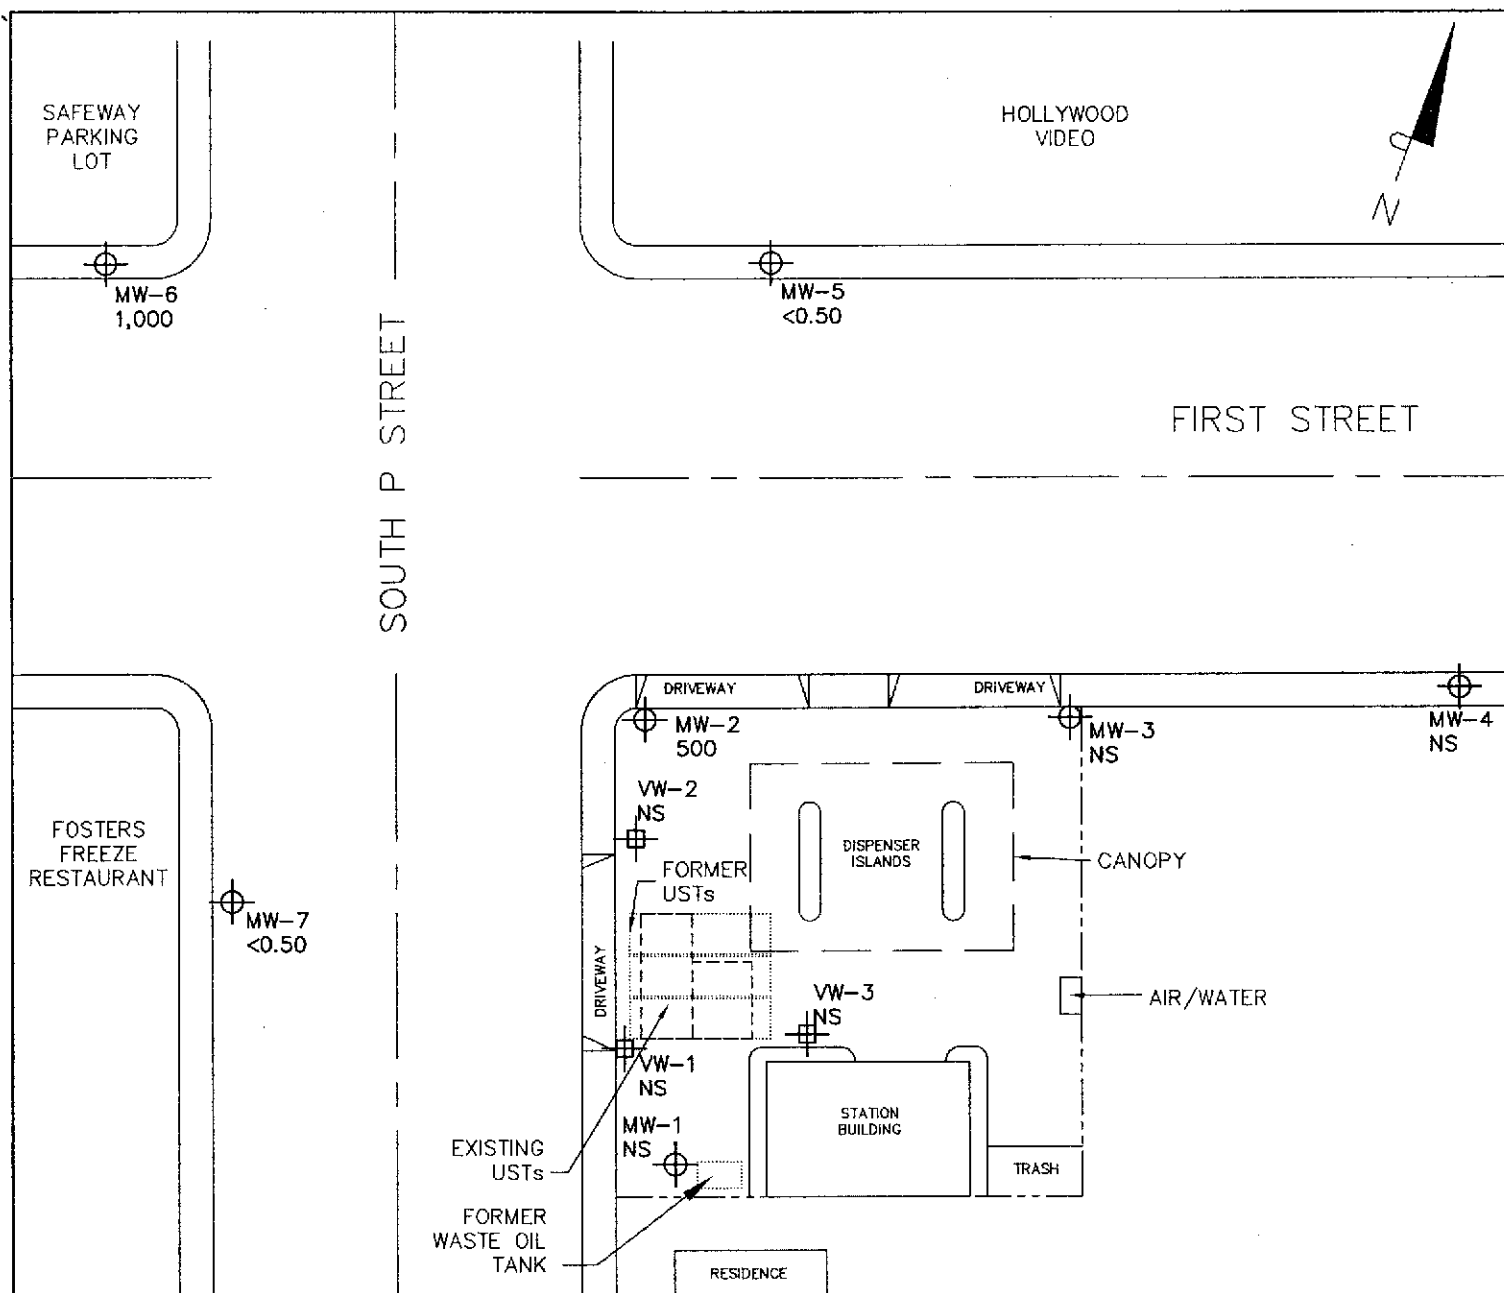 SAFEWAY
PARKING
LOT
HOLLYWOOD
VIDEO
N
MW-6
1,000
MW-5
<0.50
SOUTH P STREET
FIRST STREET
DRIVEWAY
DRIVEWAY
MW-2
500
MW-3
NS
MW-4
NS
VW-2
NS
FOSTERS
FREEZE
RESTAURANT
DISPENSER
ISLANDS
CANOPY
FORMER
USTs
MW-7
<0.50
DRIVEWAY
VW-3
NS
AIR/WATER
VW-1
NS
MW-1
NS
STATION
BUILDING
EXISTING
USTs
TRASH
FORMER
WASTE OIL
TANK
RESIDENCE